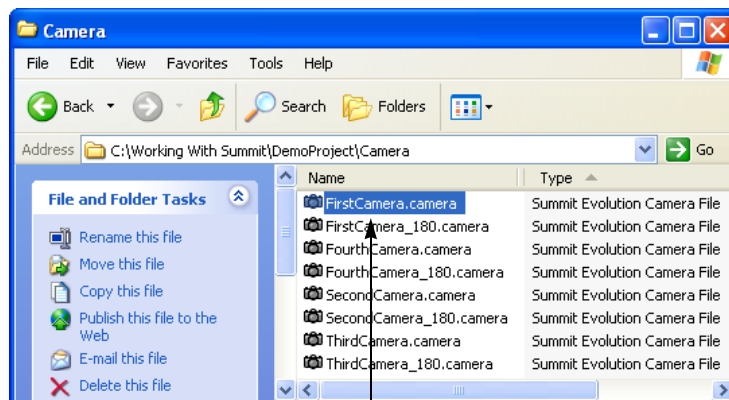 Camera
File Edit View Favorites Tools Help
Back Search Folders
Address C:\Working With Summit\DemoProject\Camera Go
File and Folder Tasks
Rename this file
Move this file
Copy this file
Publish this file to the
Web
E-mail this file
Delete this file
Name Type
FirstCamera.camera Summit Evolution Camera File
FirstCamera_180.camera Summit Evolution Camera File
FourthCamera.camera Summit Evolution Camera File
FourthCamera_180.camera Summit Evolution Camera File
SecondCamera.camera Summit Evolution Camera File
SecondCamera_180.camera Summit Evolution Camera File
ThirdCamera.camera Summit Evolution Camera File
ThirdCamera_180.camera Summit Evolution Camera File